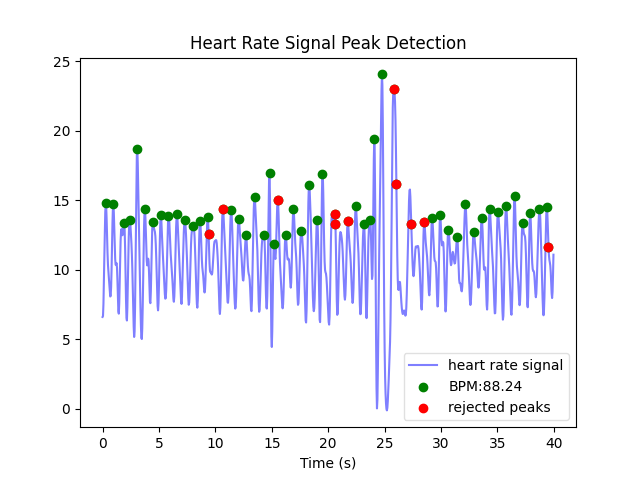 Heart Rate Signal Peak Detection
25
20
15
10
5
0
heart rate signal
BPM:88.24
rejected peaks
0 5 10 15 20 25 30 35 40
Time (s)